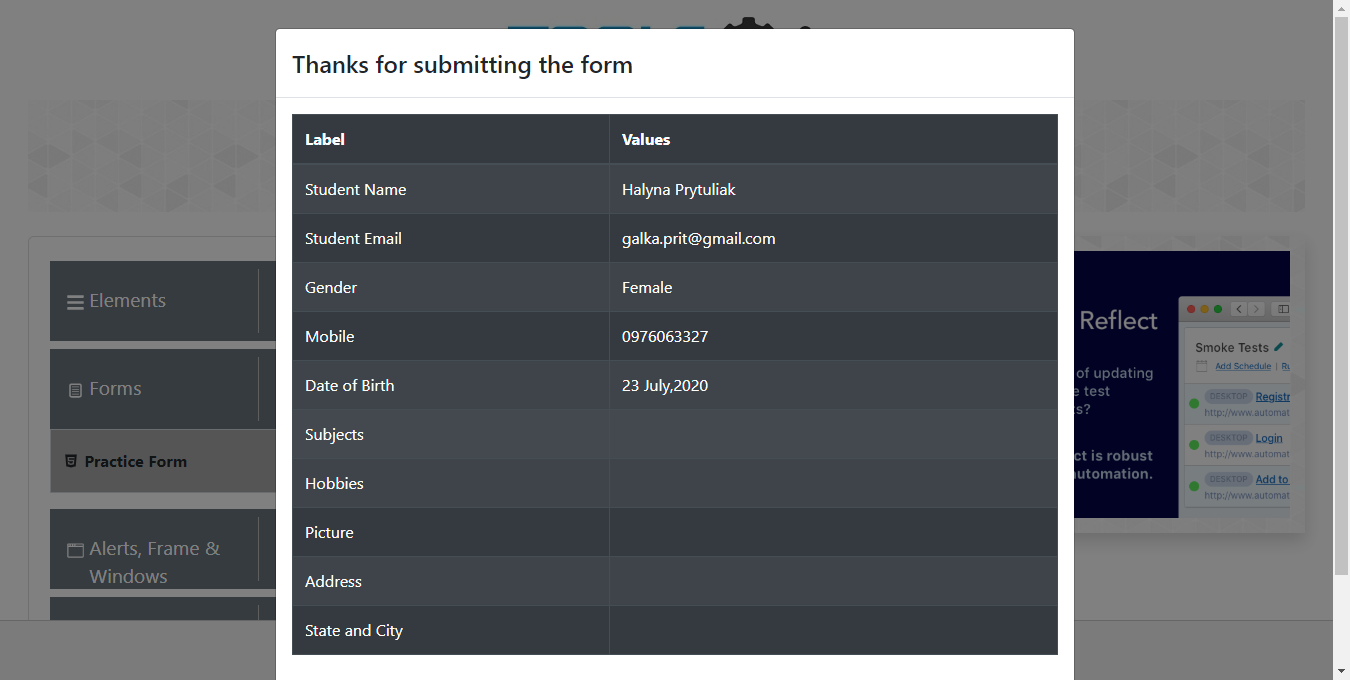 Thanks for submitting the form
Label Values
Student Name Halyna Prytuliak
Student Email galka.prit@gmail.com
Gender Female
Mobile 0976063327
Date of Birth 23 July,2020
Subjects
Hobbies
Picture
Address
State and City
Elements
Forms
Practice Form
Alerts, Frame &
Windows
Reflect
of updating
test
s?
ct is robust
utomation.
Smoke Tests
Add Schedule | Ru
DESKTOP Registr
http://www.automat
DESKTOP Login
http://www.automat
DESKTOP Add to
http://www.automat